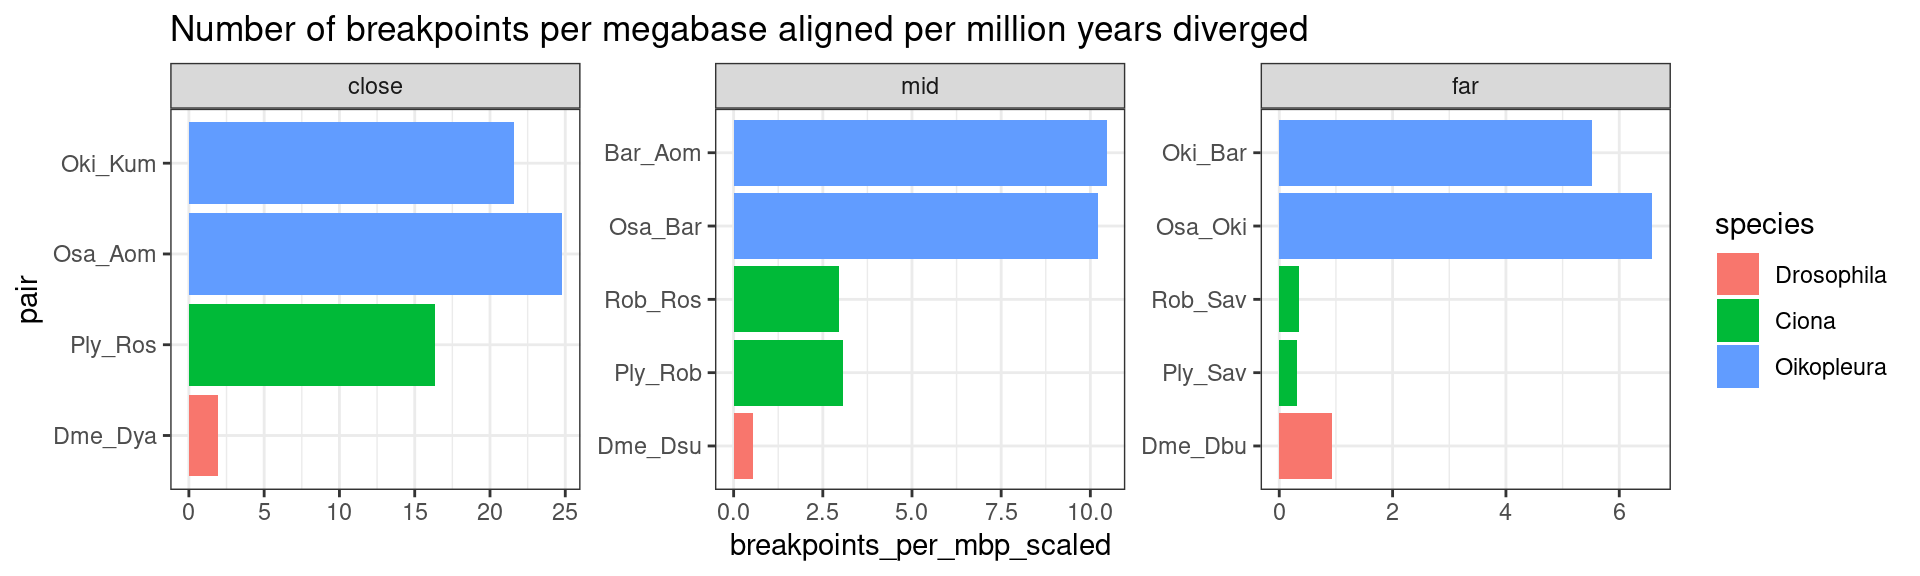 Number of breakpoints per megabase aligned per million years diverged
close
mid
far
pair
Oki_Kum
Osa_Aom
Ply_Ros
Dme_Dya
0 5 10 15 20 25
Bar_Aom
Osa_Bar
Rob_Ros
Ply_Rob
Dme_Dsu
0.0 2.5 5.0 7.5 10.0
Oki_Bar
Osa_Oki
Rob_Sav
Ply_Sav
Dme_Dbu
0 2 4 6
breakpoints_per_mbp_scaled
species
Drosophila
Ciona
Oikopleura